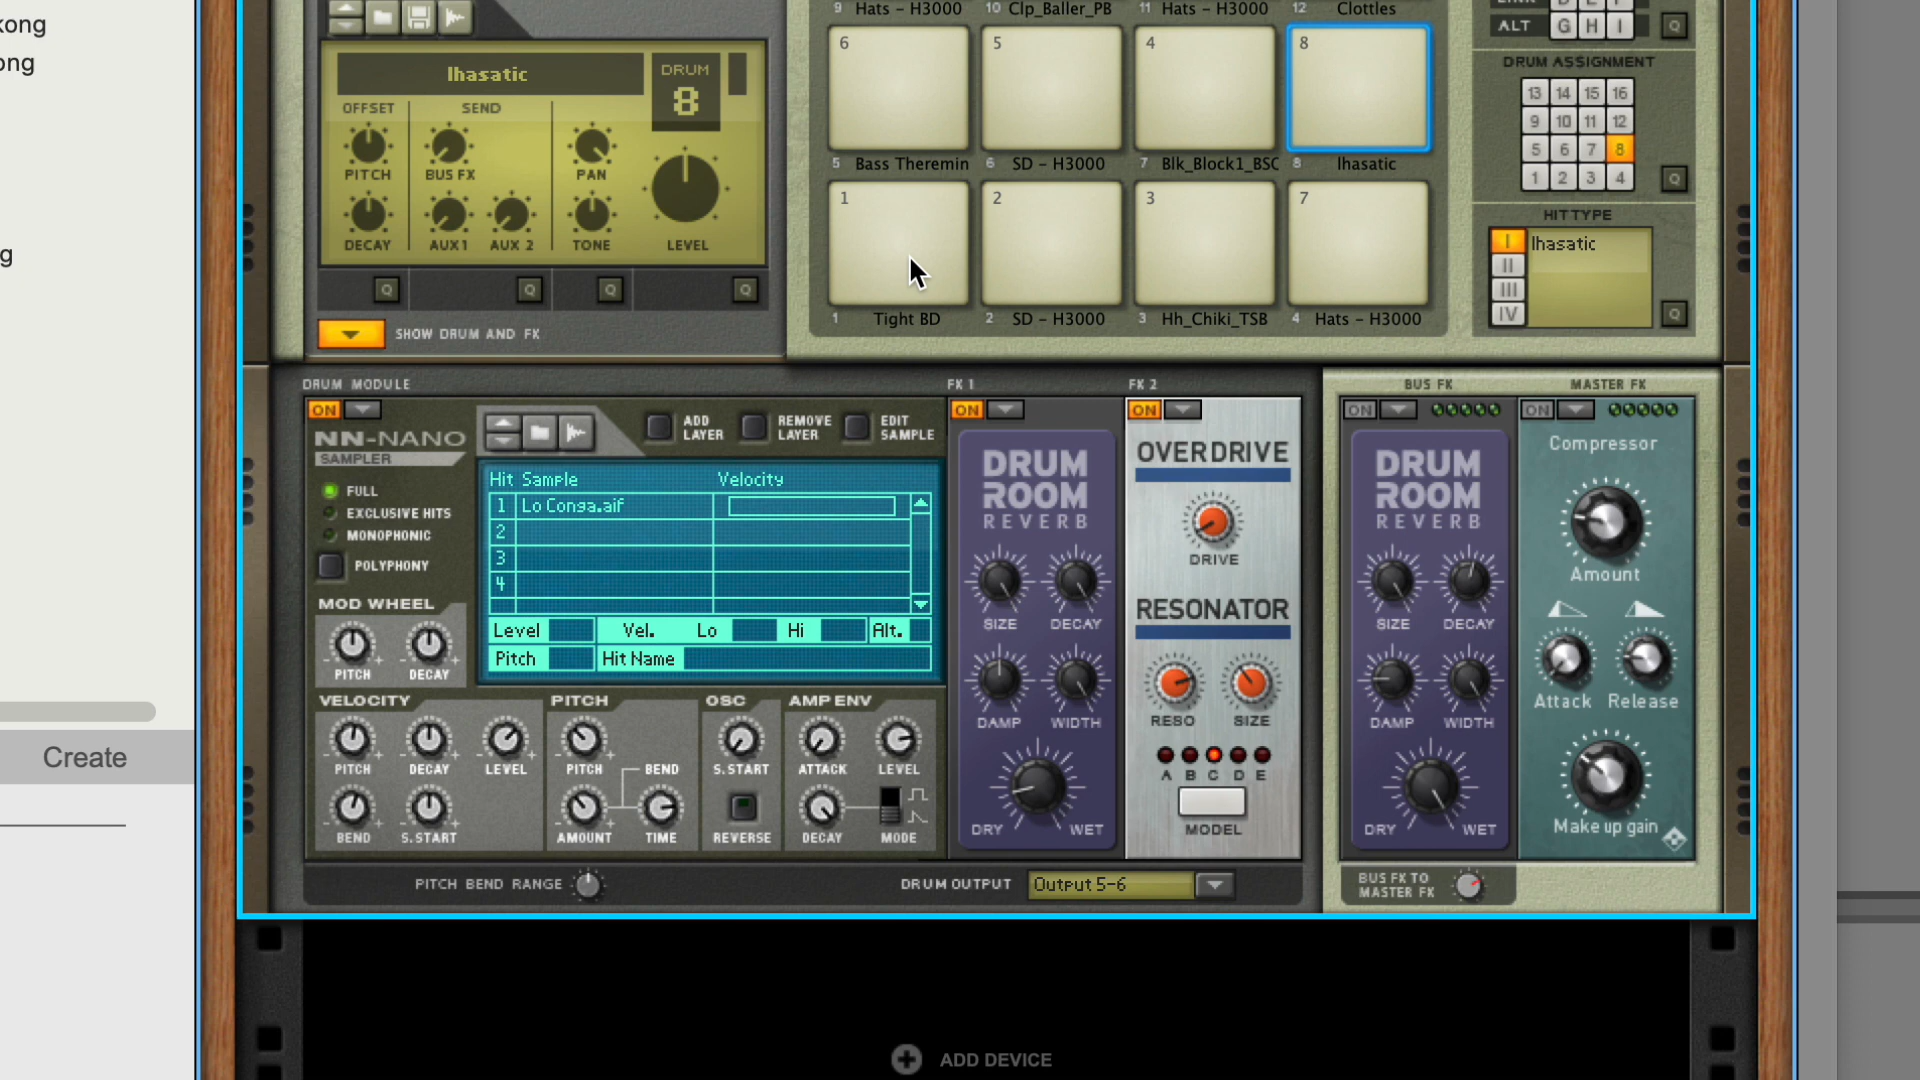 kong
ong
g
Create
9 Hats - H3000
10 Clp_Baller_PB
11 Hats - H3000
12 Clottles
6
5
4
8
5 Bass Theremin
6 SD - H3000
7 Blk_Block1_BSC
8 lhasatic
1
2
3
7
1 Tight BD
2 SD - H3000
3 Hh_Chiki_TSB
4 Hats - H3000
lhasatic
DRUM
8
OFFSET
SEND
PITCH
BUS FX
PAN
DECAY
AUX1
AUX 2
TONE
LEVEL
Q
Q
Q
Q
SHOW DRUM AND FX
ALT
G H I
Q
DRUM ASSIGNMENT
13 14 15 16
9 10 11 12
5 6 7 8
1 2 3 4
Q
HIT TYPE
I
II
III
IV
lhasatic
Q
DRUM MODULE
FX 1
FX 2
BUS FX
MASTER FX
ON
NN-NANO
SAMPLER
FULL
EXCLUSIVE HITS
MONOPHONIC
POLYPHONY
ADD LAYER
REMOVE LAYER
EDIT SAMPLE
Hit Sample Velocity
1 Lo Conga.aif
2
3
4
Level Vel. Lo Hi Alt.
Pitch Hit Name
MOD WHEEL
PITCH
DECAY
VELOCITY
PITCH
DECAY
LEVEL
BEND
S.START
PITCH
PITCH
BEND
AMOUNT
TIME
OSC
S.START
REVERSE
AMP ENV
ATTACK
LEVEL
DECAY
MODE
PITCH BEND RANGE
DRUM OUTPUT
Output 5-6
ON
DRUM
ROOM
REVERB
SIZE
DECAY
DAMP
WIDTH
DRY
WET
ON
OVERDRIVE
DRIVE
RESONATOR
RESO
SIZE
A B C D E
MODEL
ON
DRUM
ROOM
REVERB
SIZE
DECAY
DAMP
WIDTH
DRY
WET
ON
Compressor
Amount
Attack
Release
Make up gain
BUS FX TO
MASTER FX
ADD DEVICE